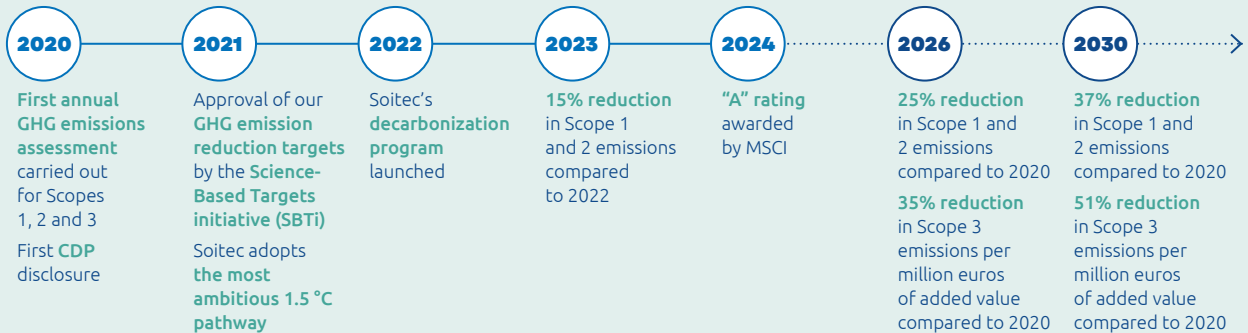 2020
First annual
GHG emissions
assessment
carried out
for Scopes
1, 2 and 3
First CDP
disclosure
2021
Approval of our
GHG emission
reduction targets
by the Science-
Based Targets
initiative (SBTi)
Soitec adopts
the most
ambitious 1.5 °C
pathway
2022
Soitec’s
decarbonization
program
launched
2023
15% reduction
in Scope 1
and 2 emissions
compared
to 2022
2024
“A” rating
awarded
by MSCI
2026
25% reduction
in Scope 1 and
2 emissions
compared to 2020
35% reduction
in Scope 3
emissions per
million euros
of added value
compared to 2020
2030
37% reduction
in Scope 1 and
2 emissions
compared to 2020
51% reduction
in Scope 3
emissions per
million euros
of added value
compared to 2020